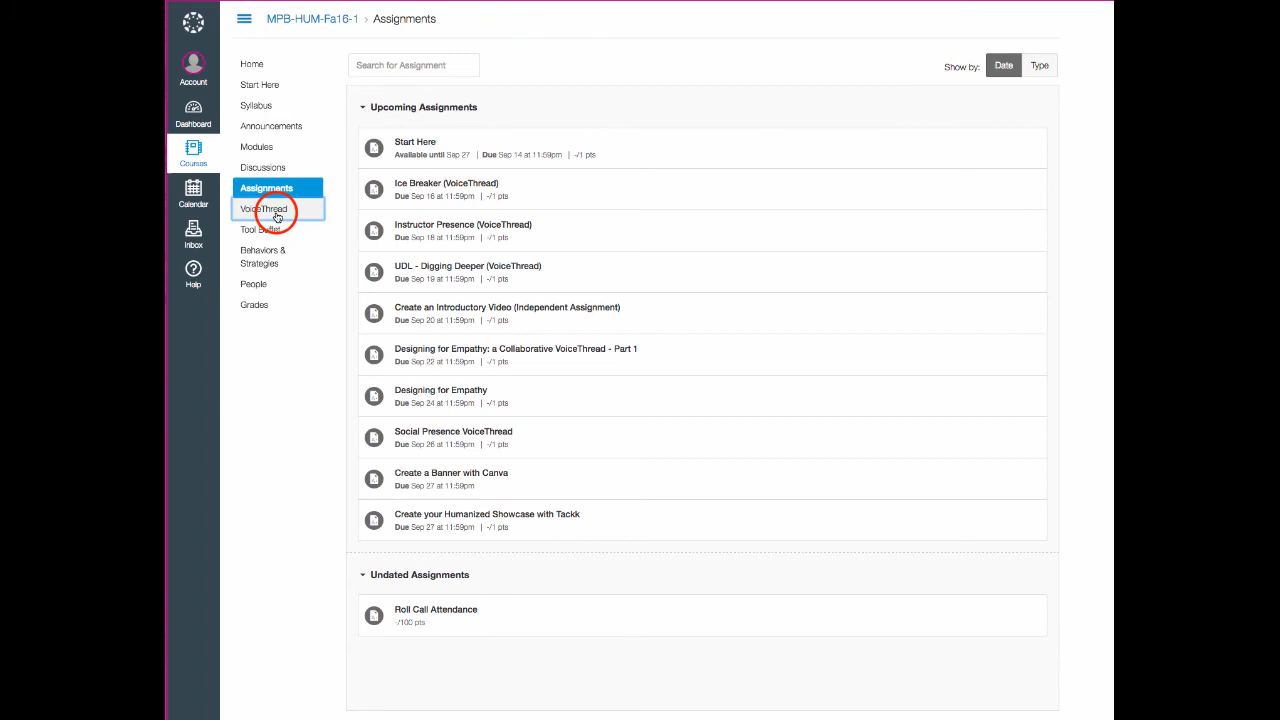 MPB-HUM-Fa16-1 › Assignments
Account
Dashboard
Courses
Calendar
Inbox
Help
Home
Start Here
Syllabus
Announcements
Modules
Discussions
Assignments
VoiceThread
Tool Buffet
Behaviors &
Strategies
People
Grades
Search for Assignment
Show by: Date Type
Upcoming Assignments
Start Here
Available until Sep 27 | Due Sep 14 at 11:59pm | -/1 pts
Ice Breaker (VoiceThread)
Due Sep 16 at 11:59pm | -/1 pts
Instructor Presence (VoiceThread)
Due Sep 18 at 11:59pm | -/1 pts
UDL - Digging Deeper (VoiceThread)
Due Sep 19 at 11:59pm | -/1 pts
Create an Introductory Video (Independent Assignment)
Due Sep 20 at 11:59pm | -/1 pts
Designing for Empathy: a Collaborative VoiceThread - Part 1
Due Sep 22 at 11:59pm | -/1 pts
Designing for Empathy
Due Sep 24 at 11:59pm | -/1 pts
Social Presence VoiceThread
Due Sep 26 at 11:59pm | -/1 pts
Create a Banner with Canva
Due Sep 27 at 11:59pm
Create your Humanized Showcase with Tackk
Due Sep 27 at 11:59pm | -/1 pts
Undated Assignments
Roll Call Attendance
-/100 pts